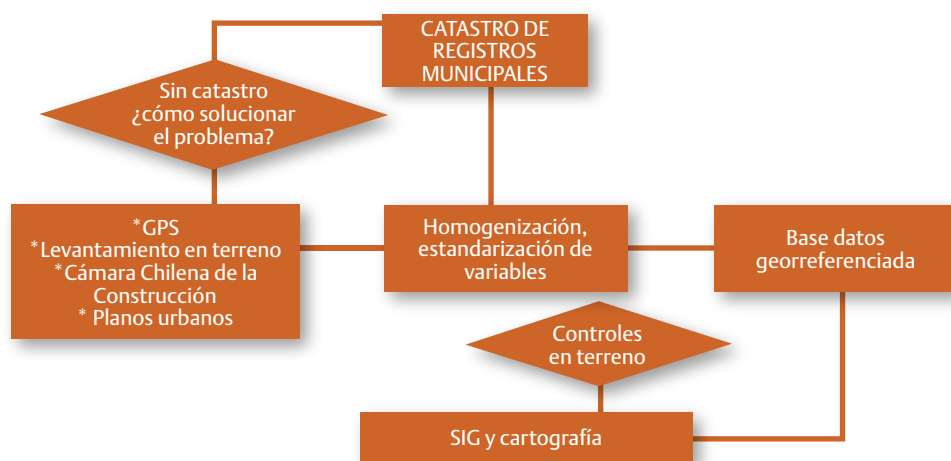 CATASTRO DE
REGISTROS
MUNICIPALES
Sin catastro
¿cómo solucionar
el problema?
*GPS
*Levantamiento en terreno
*Cámara Chilena de la
Construcción
* Planos urbanos
Homogenización,
estandarización de
variables
Base datos
georreferenciada
Controles
en terreno
SIG y cartografía